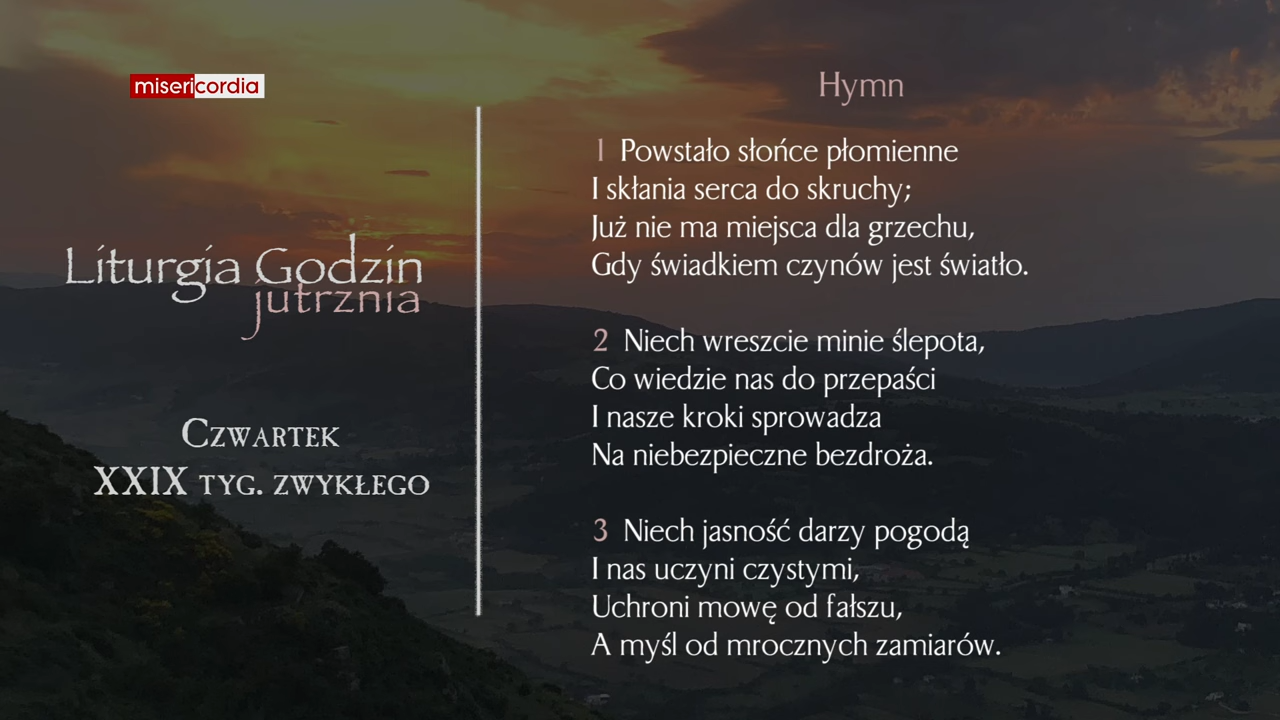 misericordia
Liturgia Godzin
jutrznia
Czwartek
XXIX tyg. zwykłego
Hymn
1 Powstało słońce płomienne
I skłania serca do skruchy;
Już nie ma miejsca dla grzechu,
Gdy świadkiem czynów jest światło.
2 Niech wreszcie minie ślepota,
Co wiedzie nas do przepaści
I nasze kroki sprowadza
Na niebezpieczne bezdroża.
3 Niech jasność darzy pogodą
I nas uczyni czystymi,
Uchroni mowę od fałszu,
A myśl od mrocznych zamiarów.